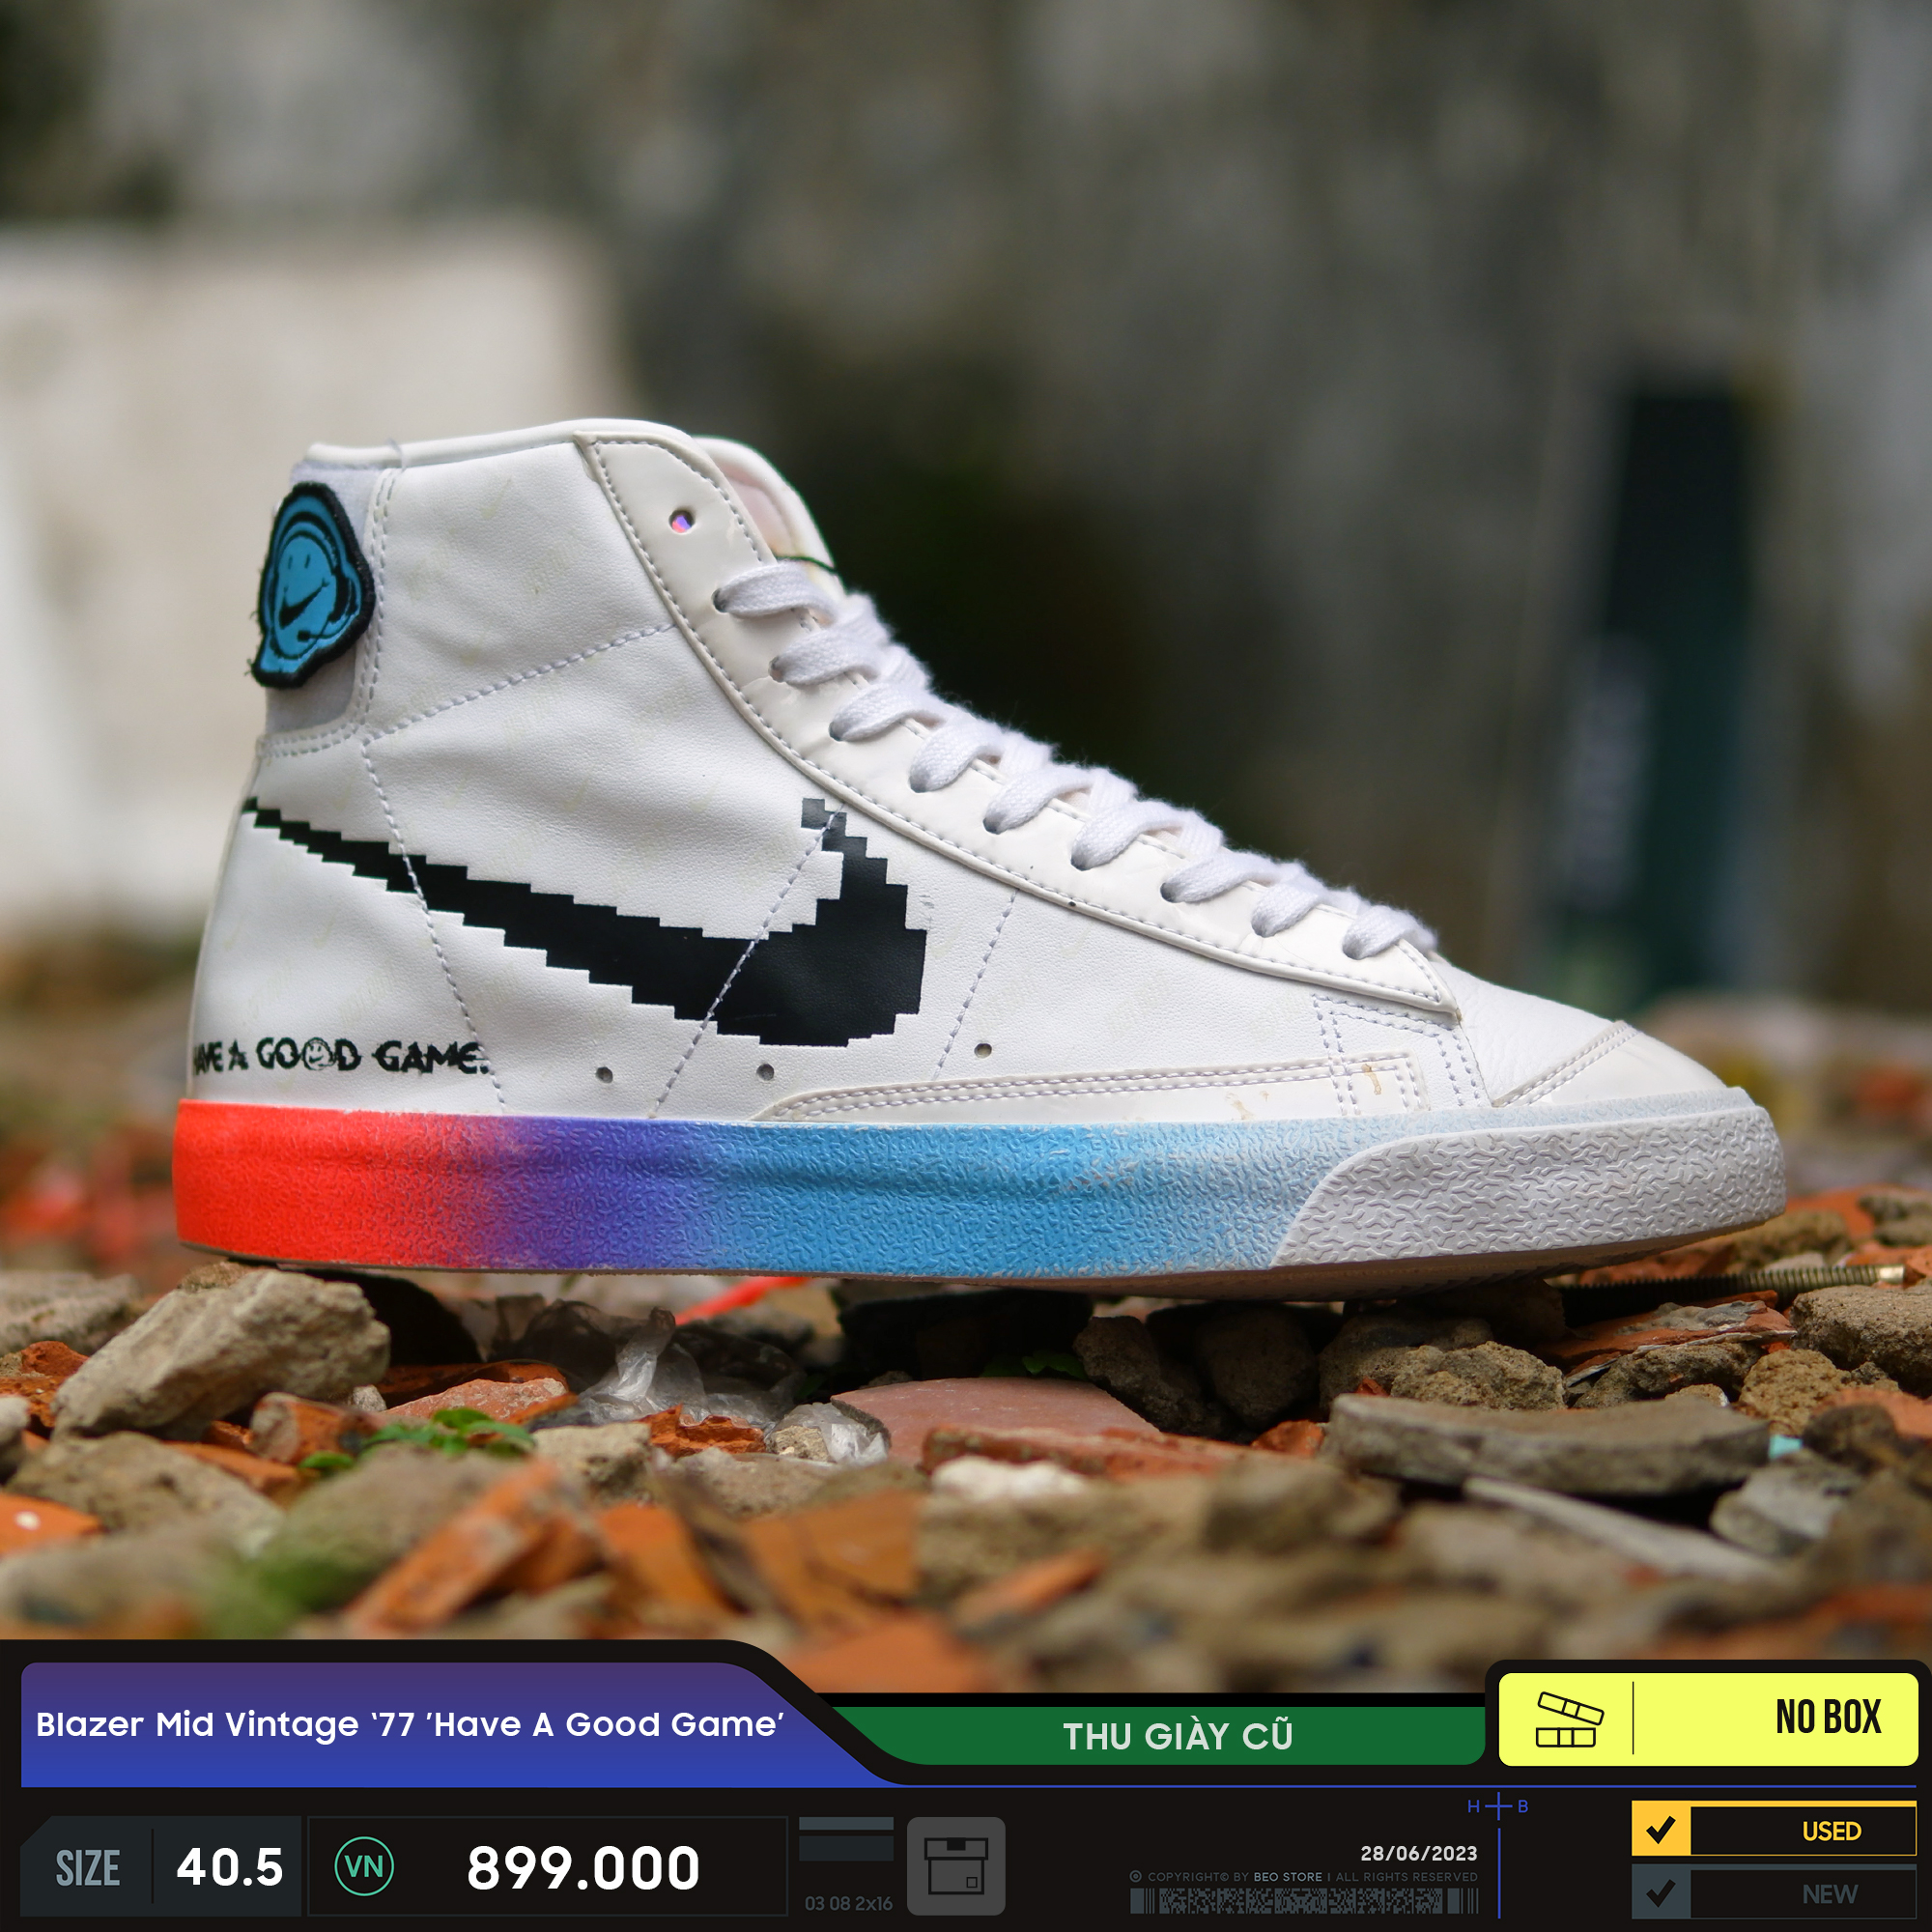 AVE A GOOD GAME.
Blazer Mid Vintage ‘77 ’Have A Good Game’
THU GIÀY CŨ
NO BOX
H B
SIZE 40.5
VN 899.000
03 08 2x16
28/06/2023
© COPYRIGHT© BY BEO STORE | ALL RIGHTS RESERVED
USED
NEW